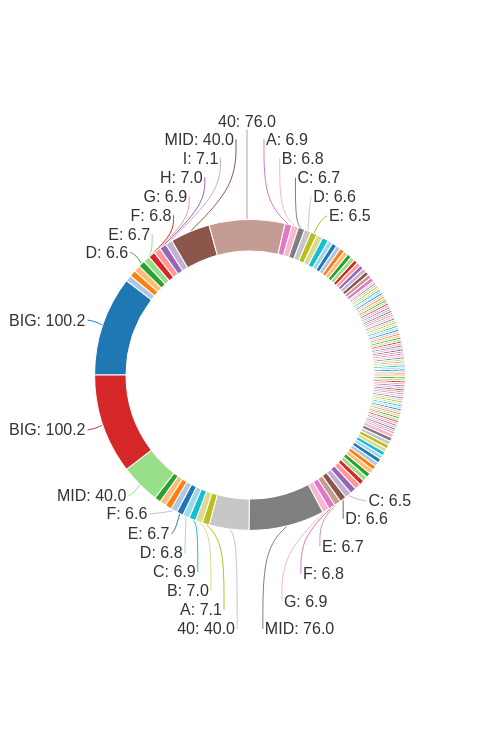 40: 76.0
MID: 40.0
A: 6.9
I: 7.1
B: 6.8
H: 7.0
C: 6.7
G: 6.9
D: 6.6
F: 6.8
E: 6.5
E: 6.7
D: 6.6
BIG: 100.2
BIG: 100.2
MID: 40.0
C: 6.5
F: 6.6
D: 6.6
E: 6.7
E: 6.7
D: 6.8
C: 6.9
F: 6.8
B: 7.0
G: 6.9
A: 7.1
40: 40.0
MID: 76.0